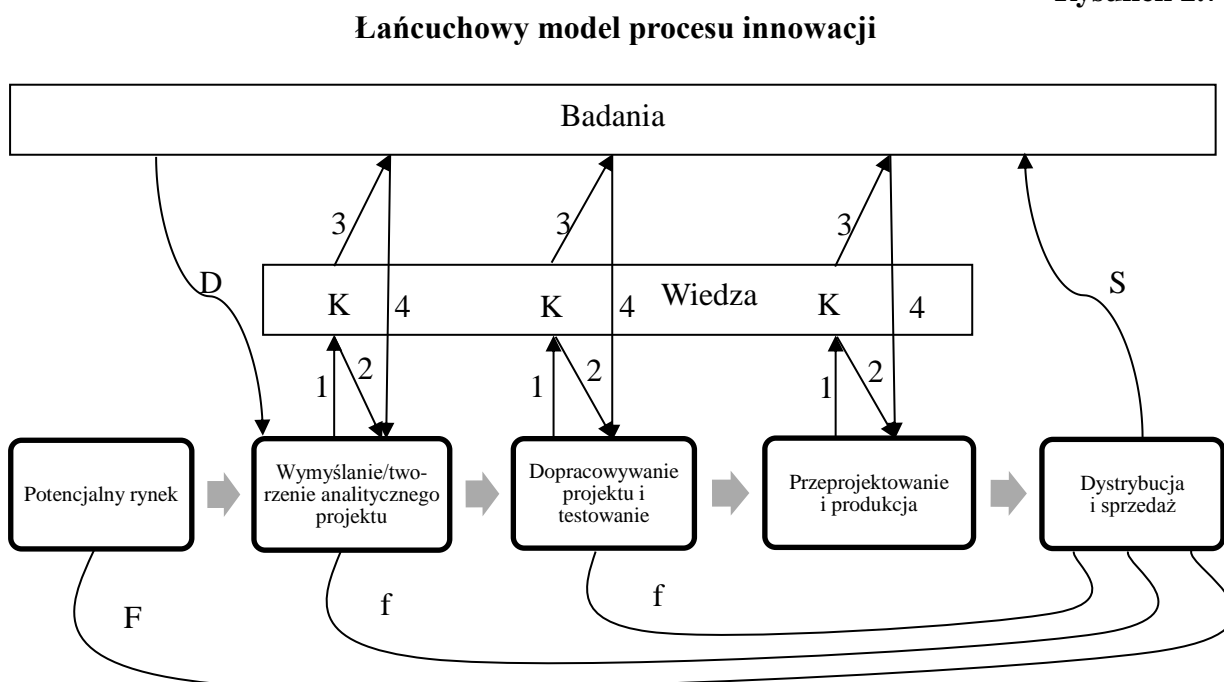 Łańcuchowy model procesu innowacji
Badania
3
3
3
D
S
Wiedza
K
4
K
4
K
4
1
2
1
2
1
2
Potencjalny rynek
Wymyślanie/two-
rzenie analitycznego
projektu
Dopracowywanie
projektu i
testowanie
Przeprojektowanie
i produkcja
Dystrybucja
i sprzedaż
F
f
f